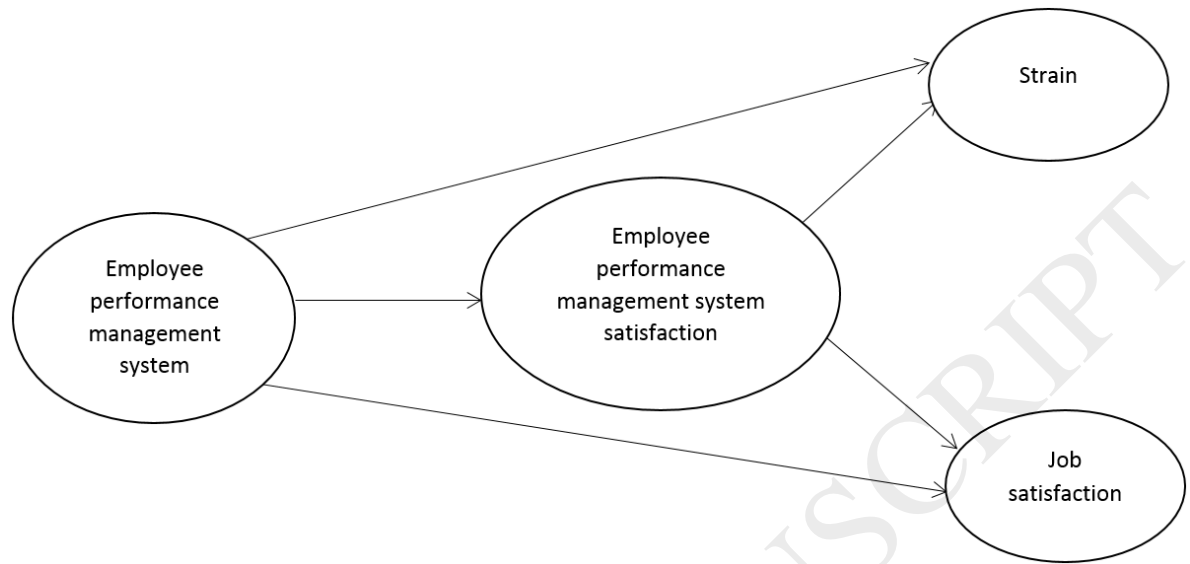 Strain
Employee
performance
management
system
Employee
performance
management system
satisfaction
Job
satisfaction